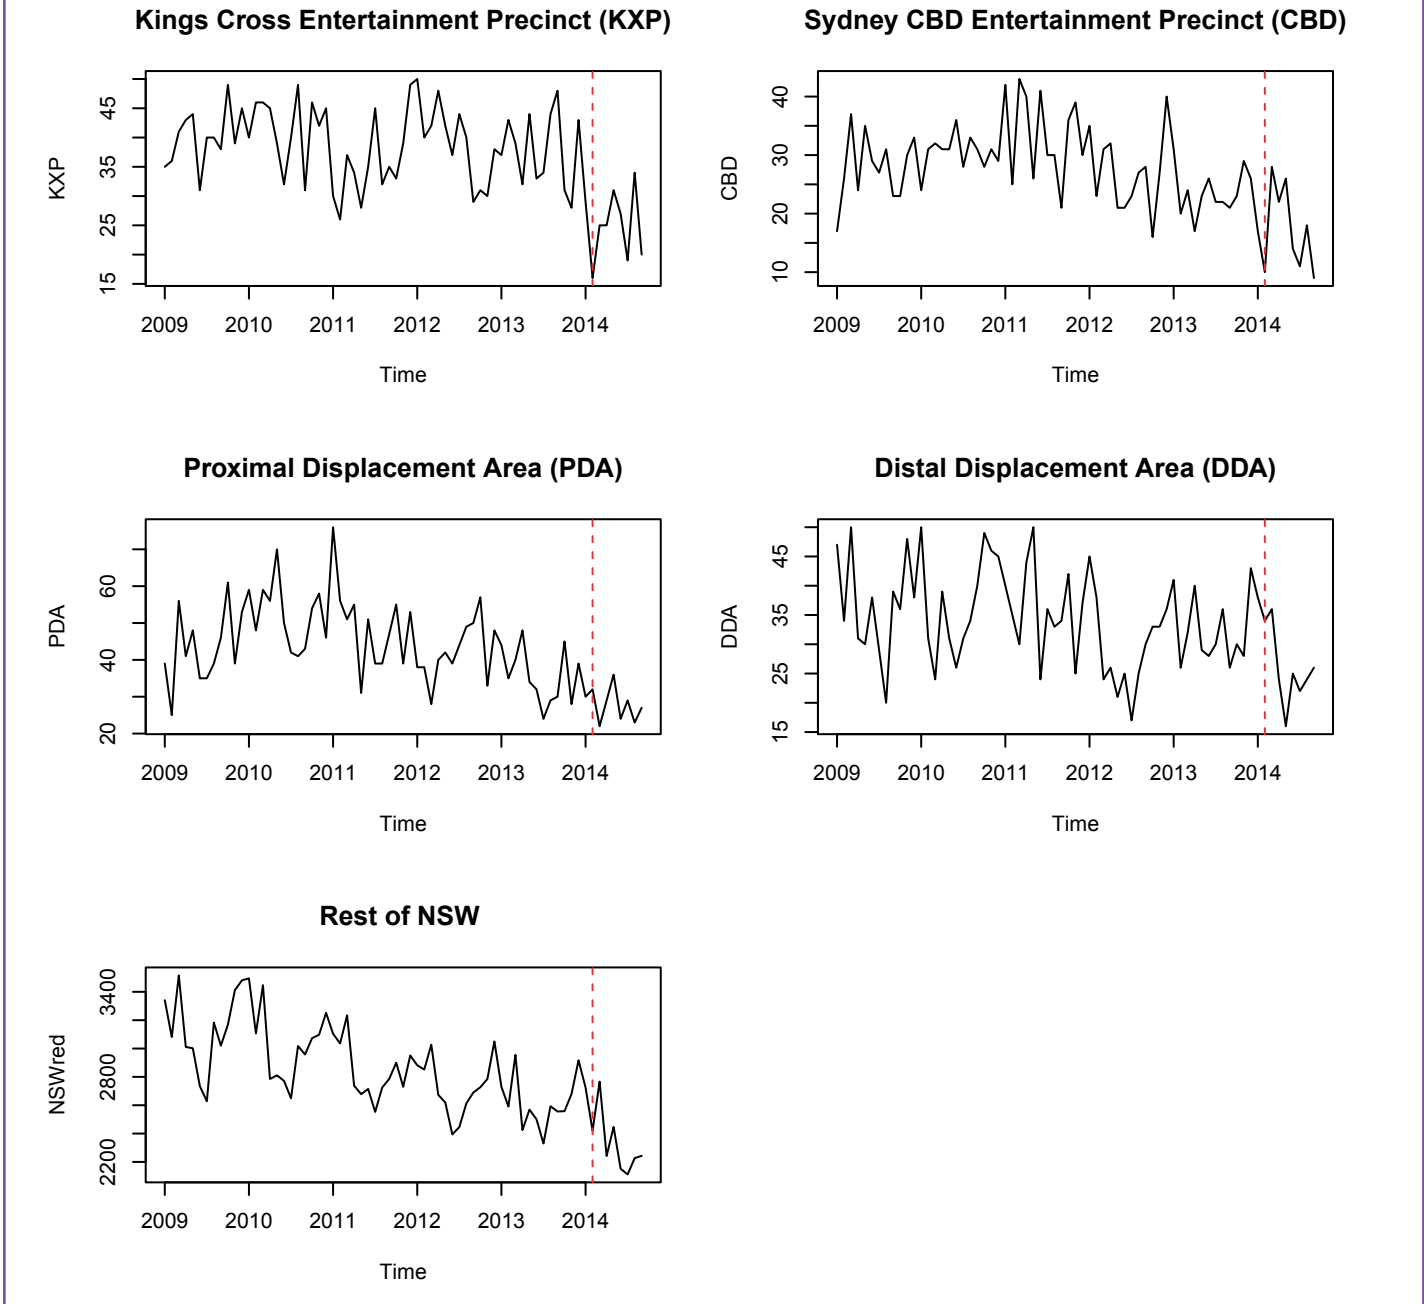 Kings Cross Entertainment Precinct (KXP)
Sydney CBD Entertainment Precinct (CBD)
KXP
45
35
25
15
2009 2010 2011 2012 2013 2014
Time
CBD
40
30
20
10
2009 2010 2011 2012 2013 2014
Time
Proximal Displacement Area (PDA)
Distal Displacement Area (DDA)
PDA
60
40
20
2009 2010 2011 2012 2013 2014
Time
DDA
45
35
25
15
2009 2010 2011 2012 2013 2014
Time
Rest of NSW
NSWred
3400
2800
2200
2009 2010 2011 2012 2013 2014
Time